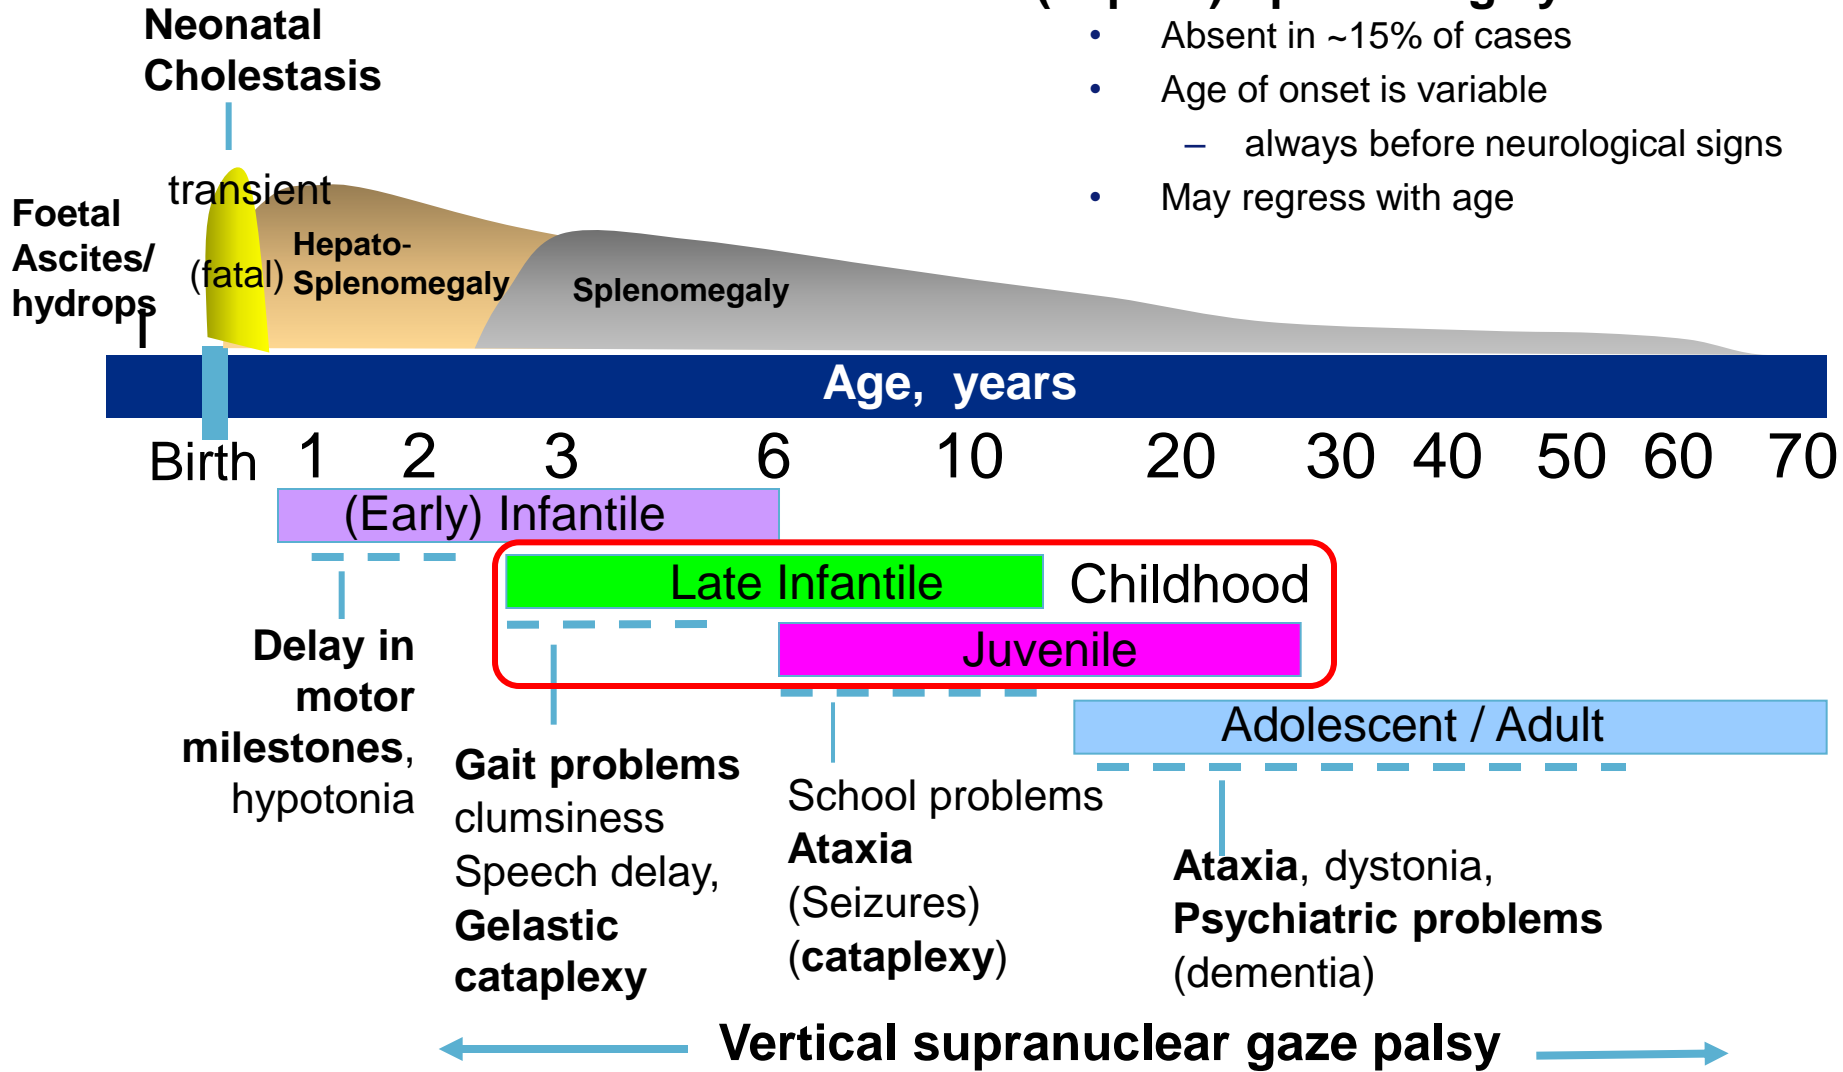 Neonatal
Cholestasis
• Absent in ~15% of cases
• Age of onset is variable
– always before neurological signs
• May regress with age
transient
(fatal)
Foetal
Ascites/
hydrops
Hepato-
Splenomegaly
Splenomegaly
Age, years
Birth 1 2 3 6 10 20 30 40 50 60 70
(Early) Infantile
Late Infantile
Childhood
Juvenile
Adolescent / Adult
Delay in
motor
milestones,
hypotonia
Gait problems
clumsiness
Speech delay,
Gelastic
cataplexy
School problems
Ataxia
(Seizures)
(cataplexy)
Ataxia, dystonia,
Psychiatric problems
(dementia)
Vertical supranuclear gaze palsy